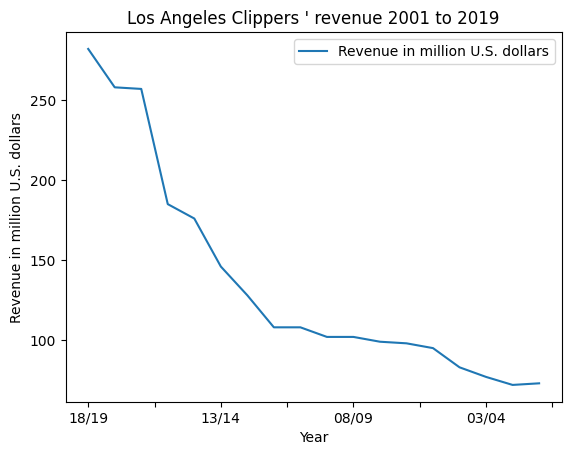 Los Angeles Clippers ' revenue 2001 to 2019
Revenue in million U.S. dollars
Revenue in million U.S. dollars
250
200
150
100
18/19
13/14
08/09
03/04
Year